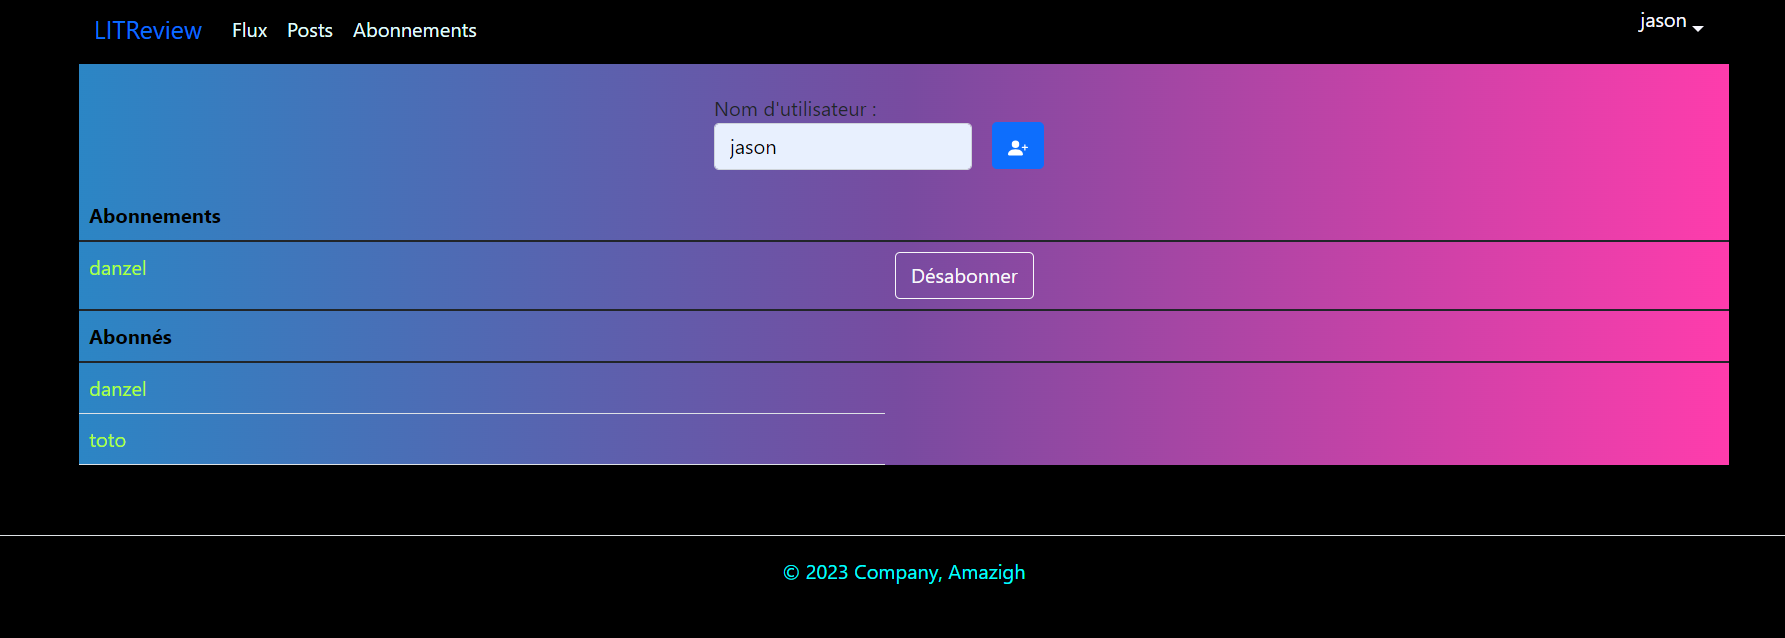 LITReview Flux Posts Abonnements jason
Nom d'utilisateur :
jason
Abonnements
danzel Désabonner
Abonnés
danzel
toto
© 2023 Company, Amazigh